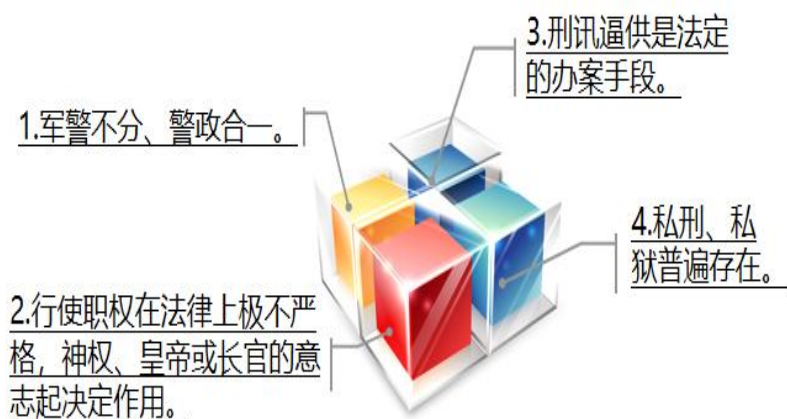 1.军警不分、警政合一。
2.行使职权在法律上极不严
格，神权、皇帝或长官的意
志起决定作用。
3.刑讯逼供是法定
的办案手段。
4.私刑、私
狱普遍存在。